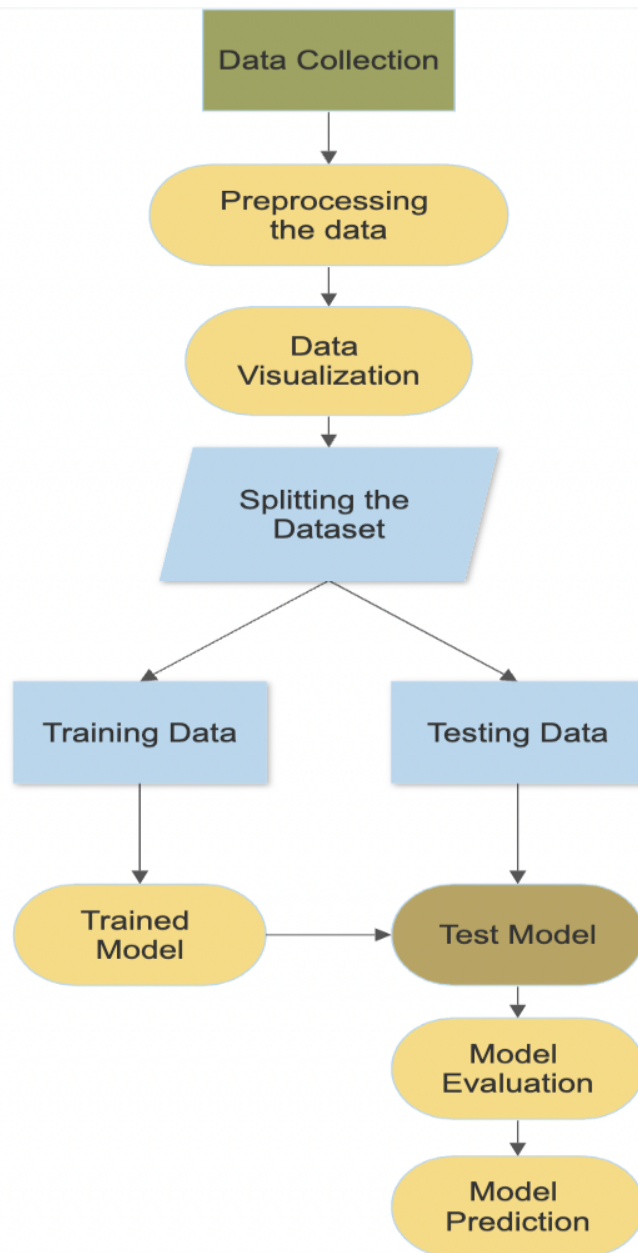 Data Collection
Preprocessing
the data
Data
Visualization
Splitting the
Dataset
Training Data
Testing Data
Trained
Model
Test Model
Model
Evaluation
Model
Prediction